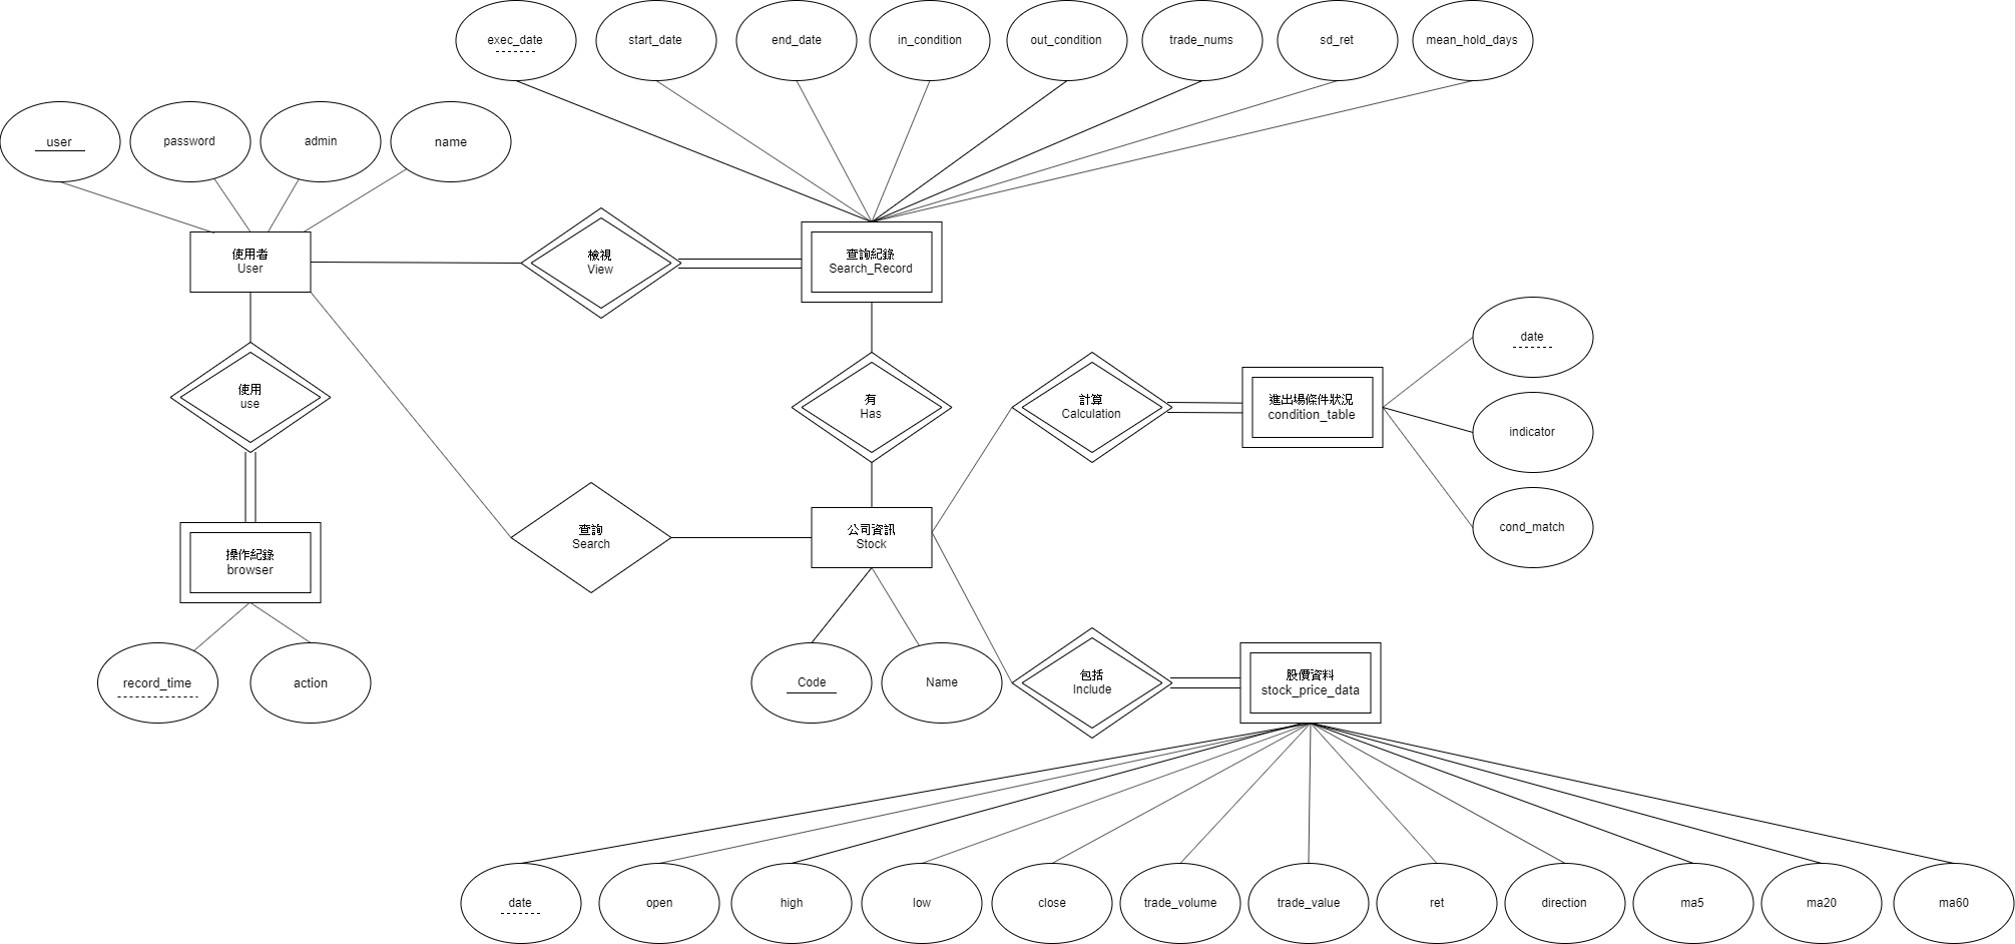 exec_date
start_date
end_date
in_condition
out_condition
trade_nums
sd_ret
mean_hold_days
user
password
admin
name
使用者
User
檢視
View
查詢紀錄
Search_Record
使用
use
有
Has
計算
Calculation
進出場條件狀況
condition_table
date
indicator
cond_match
查詢
Search
公司資訊
Stock
操作紀錄
browser
record_time
action
Code
Name
包括
Include
股價資料
stock_price_data
date
open
high
low
close
trade_volume
trade_value
ret
direction
ma5
ma20
ma60